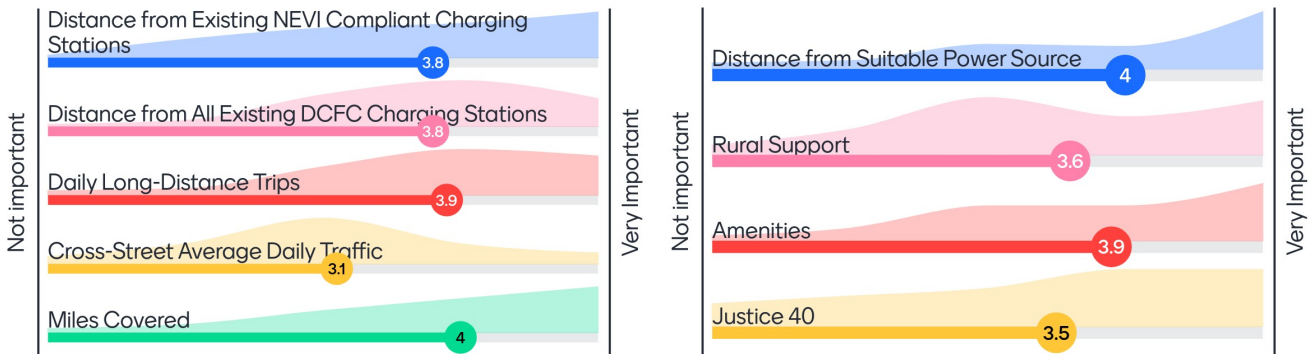 Not important
Distance from Existing NEVI Compliant Charging
Stations
3.8
Distance from All Existing DCFC Charging Stations
3.8
Daily Long-Distance Trips
3.9
Cross-Street Average Daily Traffic
3.1
Miles Covered
4
Very Important
Not important
Distance from Suitable Power Source
4
Rural Support
3.6
Amenities
3.9
Justice 40
3.5
Very Important